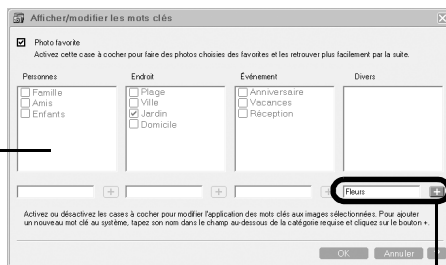 Afficher/modifier les mots clés
Photo favorite
Activez cette case à cocher pour faire des photos choisies des favorites et les retrouver plus facilement par la suite.
Personnes
Endroit
Événement
Divers
Famille
Amis
Enfants
Plage
Ville
Jardin
Domicile
Anniversaire
Vacances
Réception
Fleurs
Activez ou désactivez les cases à cocher pour modifier l'application des mots clés aux images sélectionnées. Pour ajouter
un nouveau mot clé au système, tapez son nom dans le champ au-dessous de la catégorie requise et cliquez sur le bouton +.
OK
Annuler